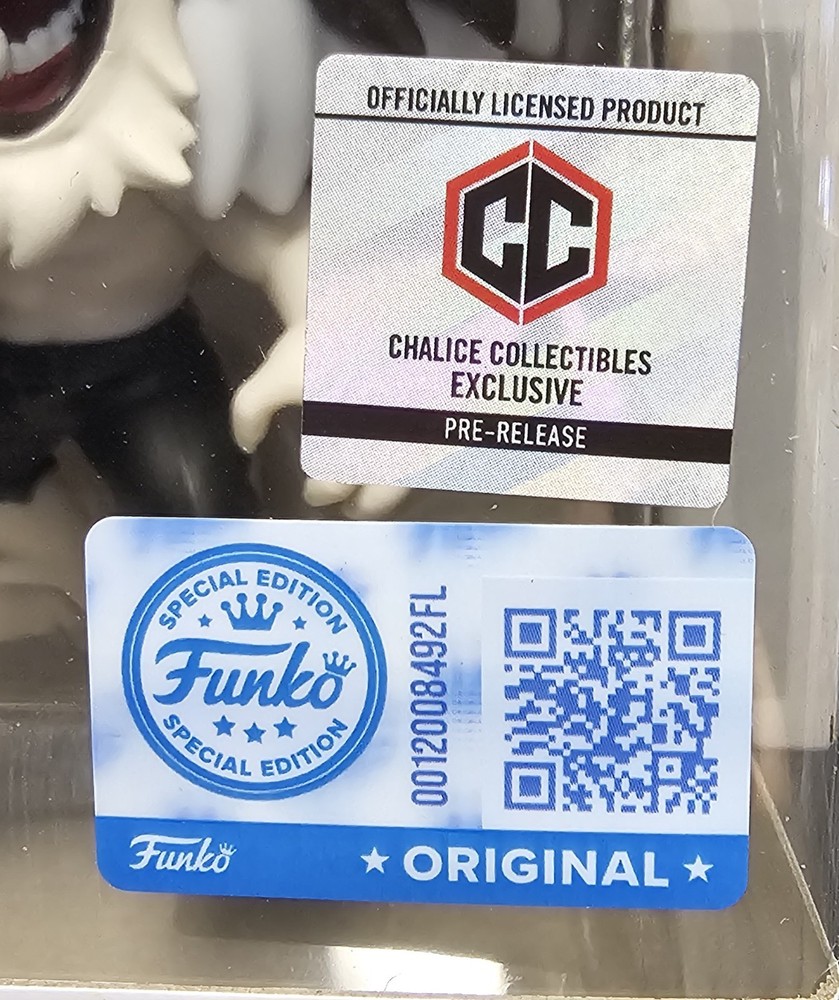 OFFICIALLY LICENSED PRODUCT
CC
CHALICE COLLECTIBLES
EXCLUSIVE
PRE-RELEASE
SPECIAL EDITION
Funko
SPECIAL EDITION
0012008492FL
Funko
★ ORIGINAL ★